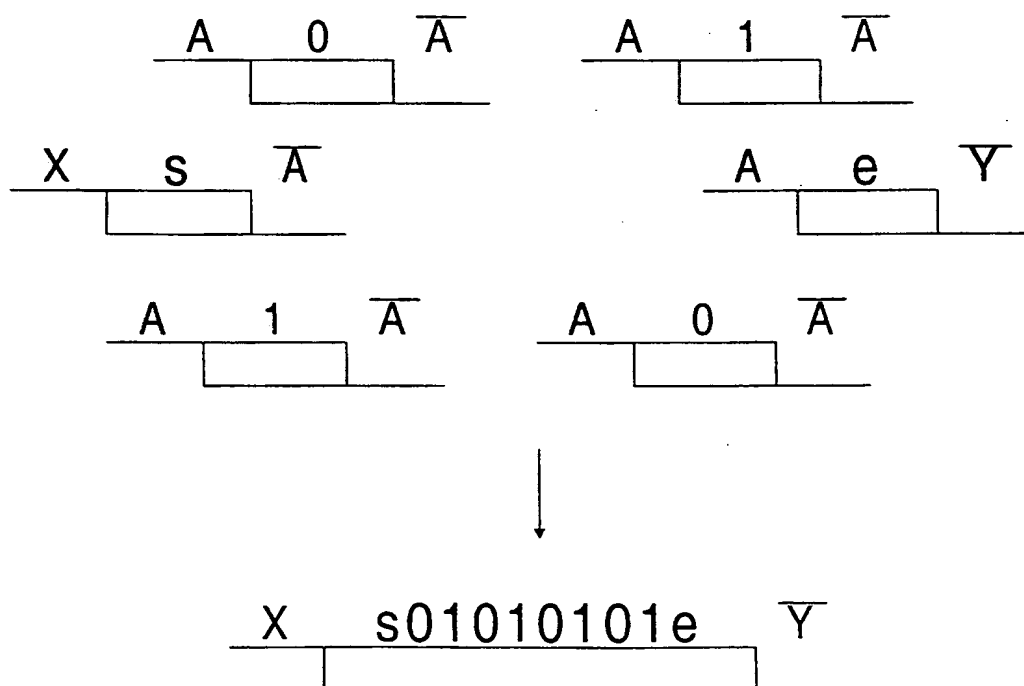 A 0 A̅ A 1 A̅
X s A̅ A e Y̅
A 1 A̅ A 0 A̅
X s01010101e Y̅